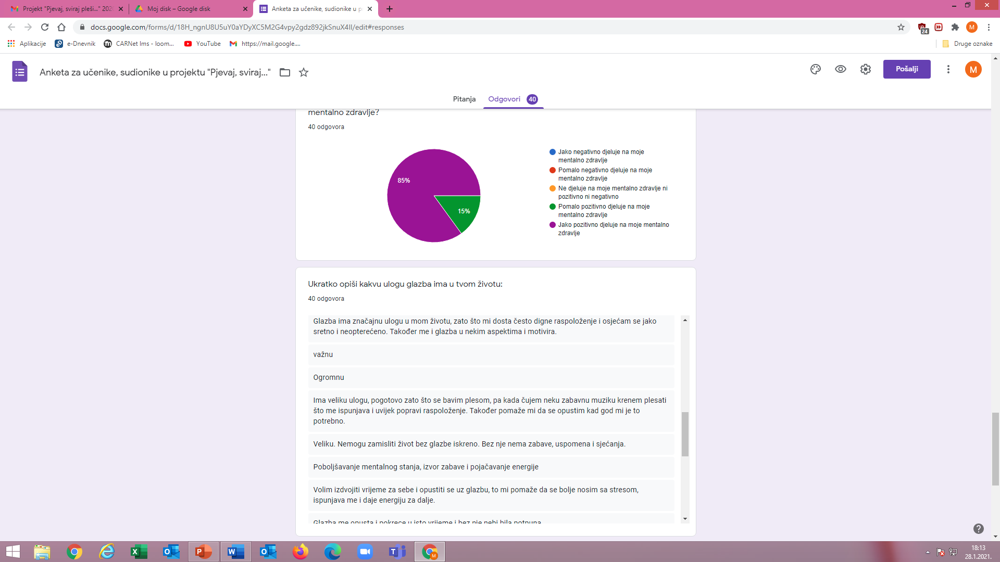 Projekt "Pjevaj, sviraj pleši..." 202
Moj disk – Google disk
Anketa za učenike, sudionike u p
docs.google.com/forms/d/18H_ngnU8U5uY0aYDyXC5M2G4vpy2gdz892jkSnuX4lI/edit#responses
24
M
Aplikacije
e-Dnevnik
CARNet lms - loom...
YouTube
https://mail.google....
Druge oznake
Anketa za učenike, sudionike u projektu "Pjevaj, sviraj..."
Pošalji
M
Pitanja
Odgovori 40
mentalno zdravlje?
40 odgovora
85%
15%
Jako negativno djeluje na moje
mentalno zdravlje
Pomalo negativno djeluje na moje
mentalno zdravlje
Ne djeluje na moje mentalno zdravlje ni
pozitivno ni negativno
Pomalo pozitivno djeluje na moje
mentalno zdravlje
Jako pozitivno djeluje na moje mentalno
zdravlje
Ukratko opiši kakvu ulogu glazba ima u tvom životu:
40 odgovora
Glazba ima značajnu ulogu u mom životu, zato što mi dosta često digne raspoloženje i osjećam se jako
sretno i neopterećeno. Također me i glazba u nekim aspektima i motivira.
važnu
Ogromnu
Ima veliku ulogu, pogotovo zato što se bavim plesom, pa kada čujem neku zabavnu muziku krenem plesati
što me ispunjava i uvijek popravi raspoloženje. Također pomaže mi da se opustim kad god mi je to
potrebno.
Veliku. Nemogu zamisliti život bez glazbe iskreno. Bez nje nema zabave, uspomena i sjećanja.
Poboljšavanje mentalnog stanja, izvor zabave i pojačavanje energije
Volim izdvojiti vrijeme za sebe i opustiti se uz glazbu, to mi pomaže da se bolje nosim sa stresom,
ispunjava me i daje energiju za dalje.
Glazba me opusta i pokrece u isto vrijeme i bez nje nebi bila potpuna
18:13
28.1.2021.